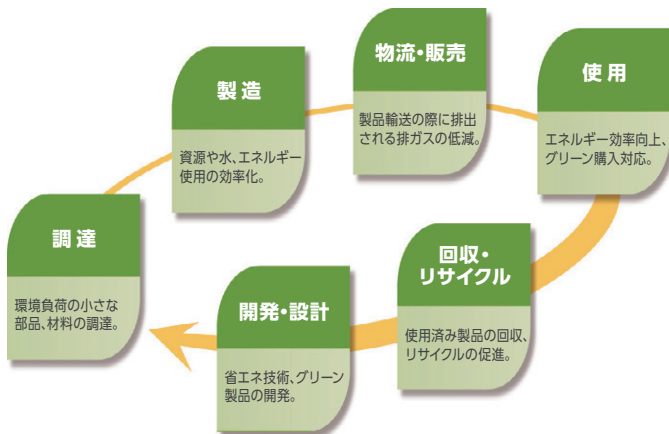 調達
環境負荷の小さな
部品、材料の調達。
製造
資源や水、エネルギー
使用の効率化。
物流・販売
製品輸送の際に排出
される排ガスの低減。
使用
エネルギー効率向上、
グリーン購入対応。
回収・
リサイクル
使用済み製品の回収、
リサイクルの促進。
開発・設計
省エネ技術、グリーン
製品の開発。